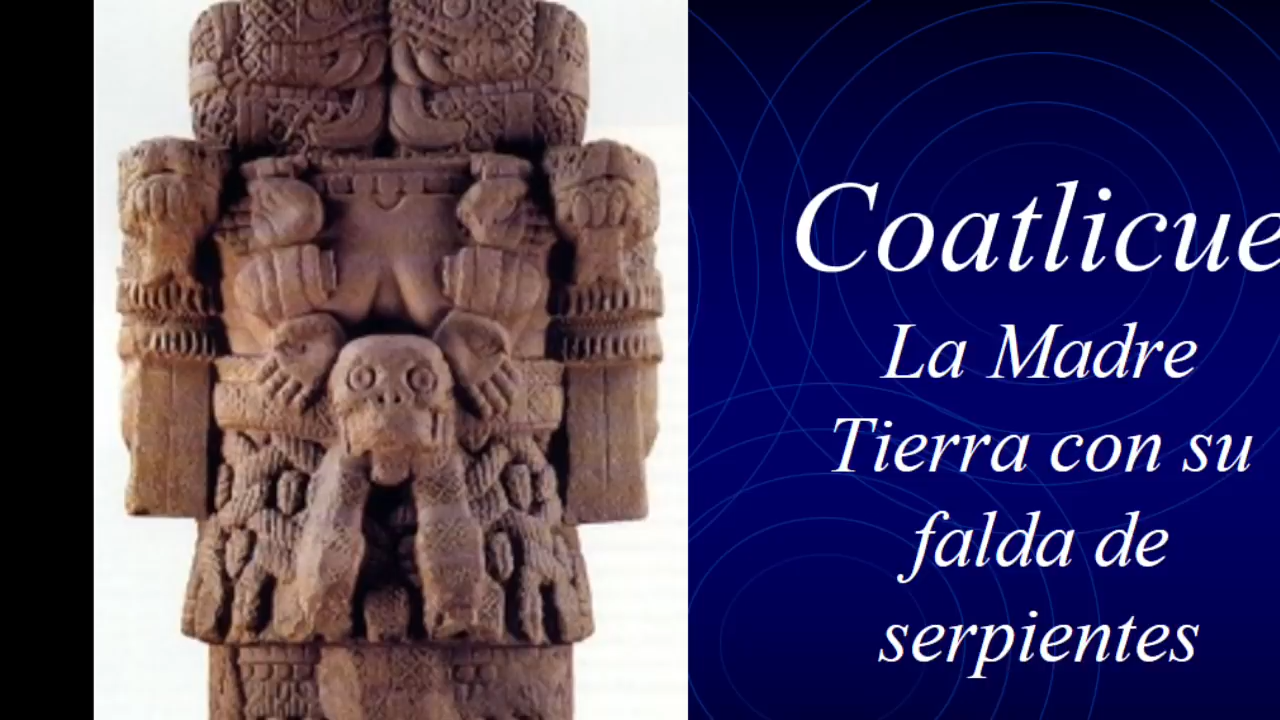 Coatlicue
La Madre
Tierra con su
falda de
serpientes